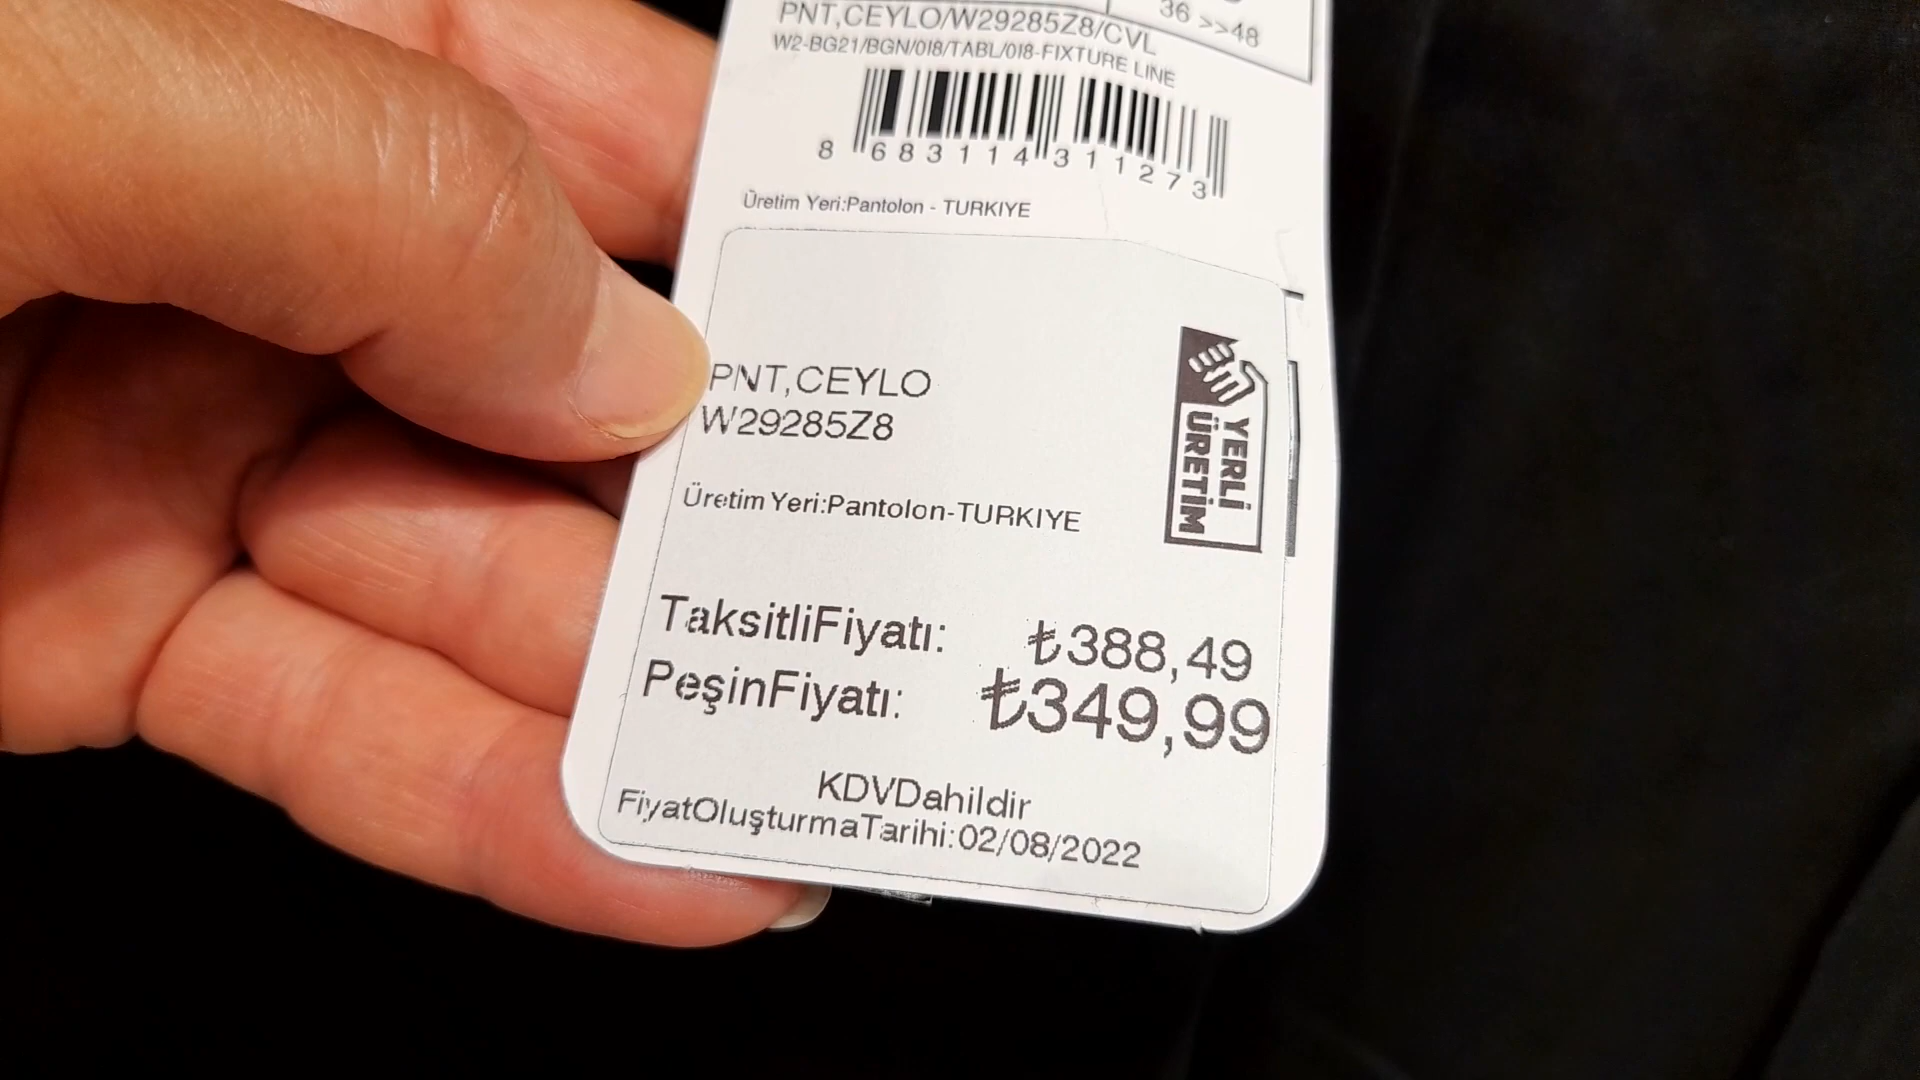 PNT,CEYLO/W29285Z8/CVL
36 >>48
W2-BG21/BGN/018/TABL/018-FIXTURE LINE
8 683114 311273
Üretim Yeri:Pantolon - TURKIYE
PNT,CEYLO
W29285Z8
YERLİ
ÜRETİM
Üretim Yeri:Pantolon-TURKIYE
TaksitliFiyatı: ₺388,49
PeşinFiyatı: ₺349,99
KDVDahildir
FiyatOluşturmaTarihi:02/08/2022